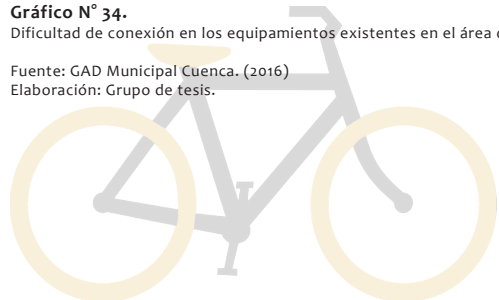 Gráfico N° 34.
Dificultad de conexión en los equipamientos existentes en el área
Fuente: GAD Municipal Cuenca. (2016)
Elaboración: Grupo de tesis.